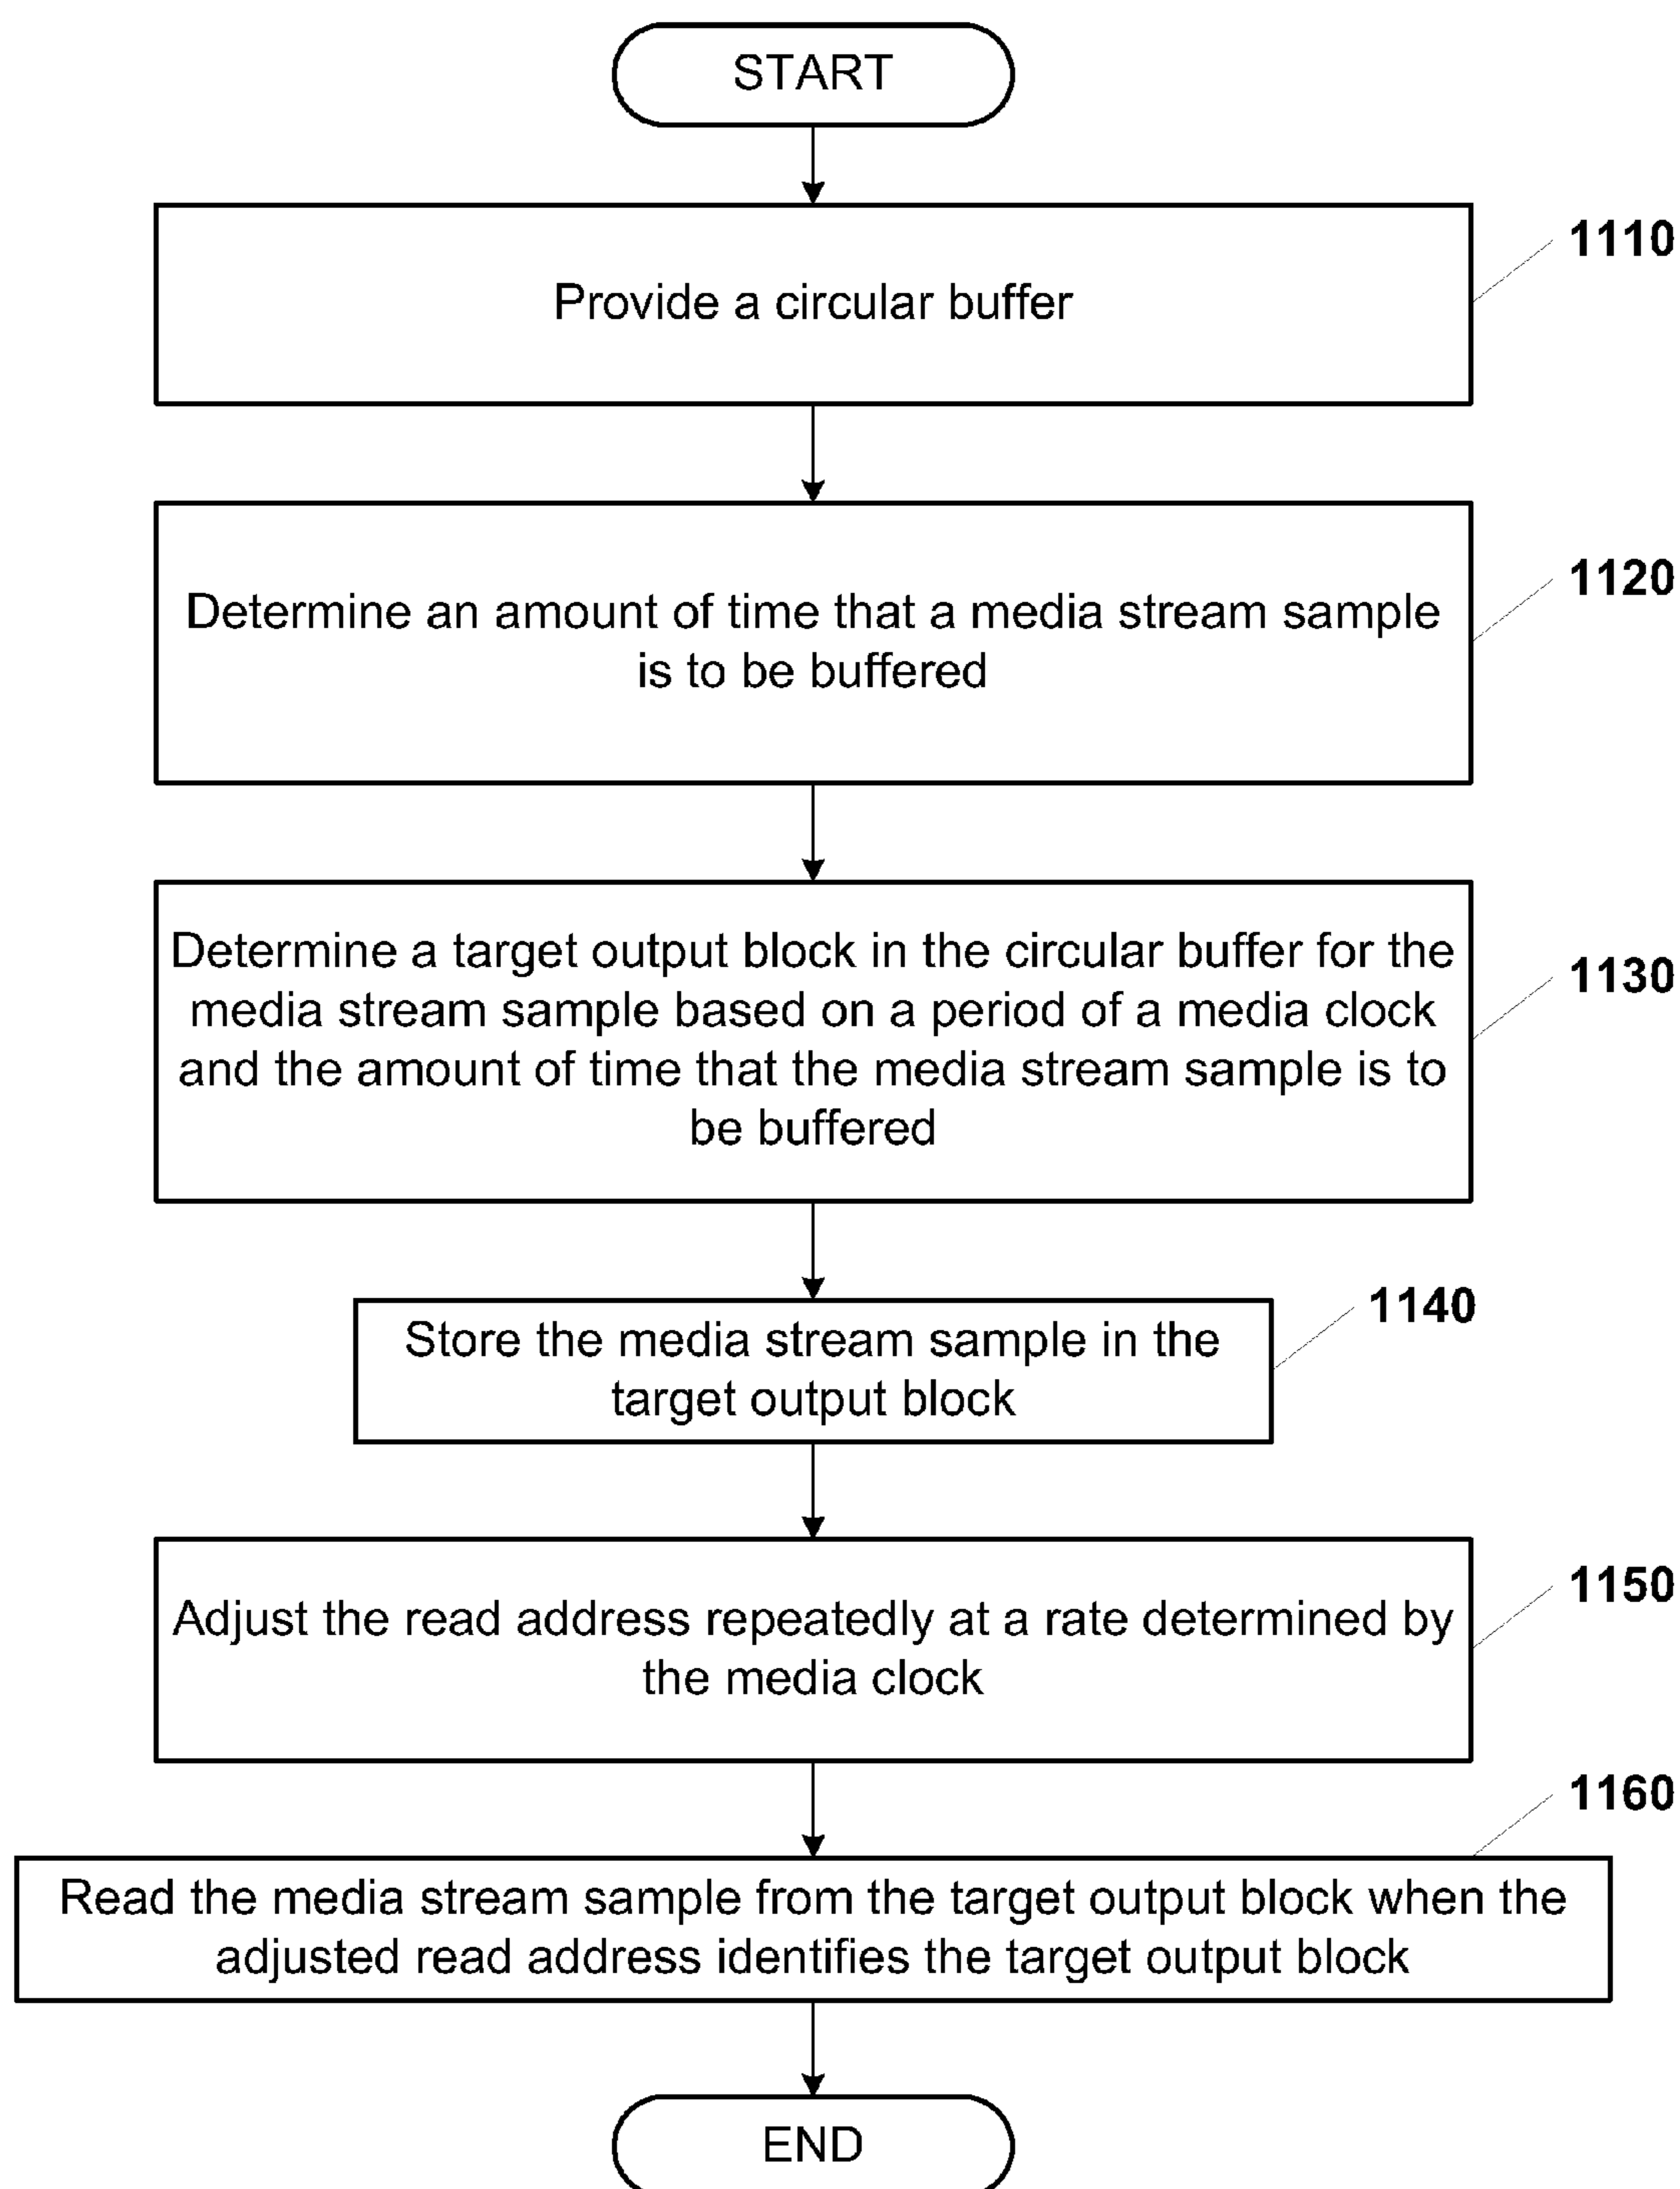 START
Provide a circular buffer
1110
Determine an amount of time that a media stream sample
is to be buffered
1120
Determine a target output block in the circular buffer for the
media stream sample based on a period of a media clock
and the amount of time that the media stream sample is to
be buffered
1130
Store the media stream sample in the
target output block
1140
Adjust the read address repeatedly at a rate determined by
the media clock
1150
1160
Read the media stream sample from the target output block when the
adjusted read address identifies the target output block
END